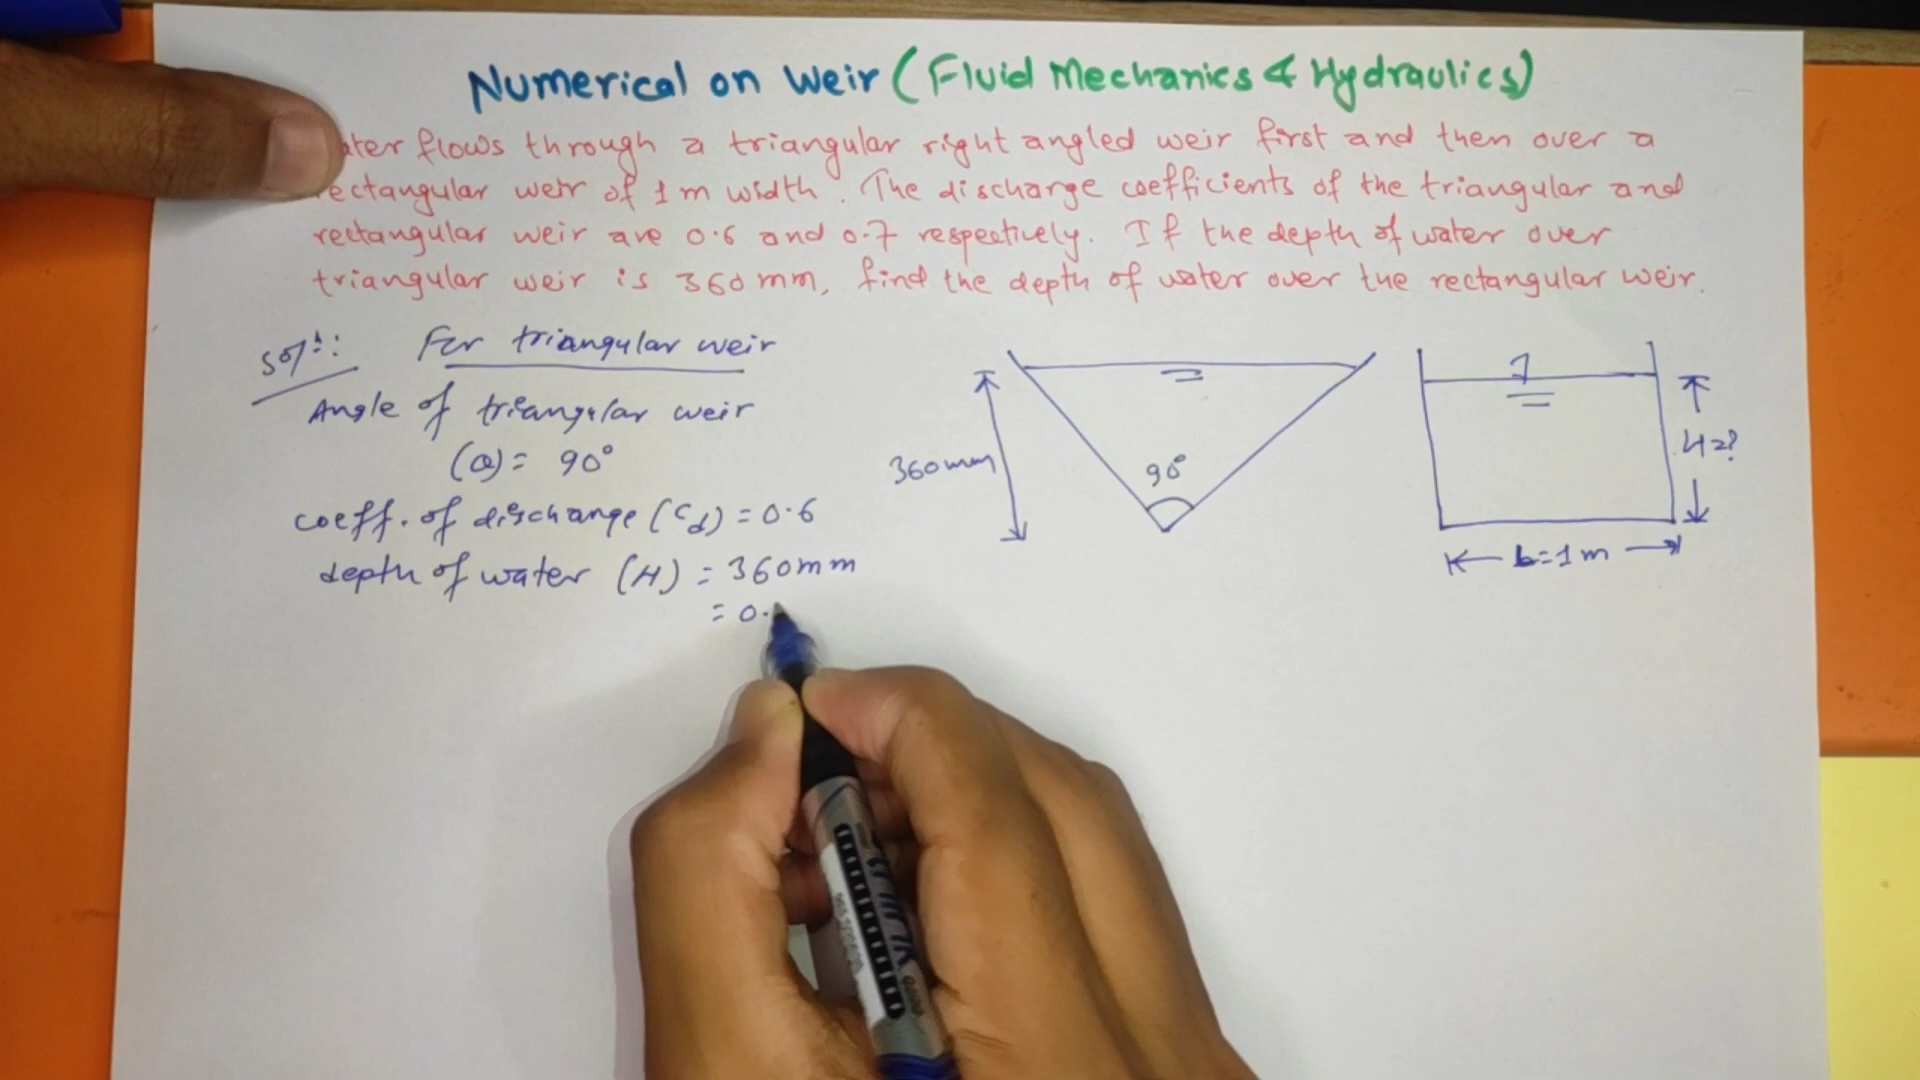 Numerical on Weir (Fluid Mechanics & Hydraulics)
ater flows through a triangular right angled weir first and then over a
rectangular weir of 1 m width. The discharge coefficients of the triangular and
rectangular weir are 0.6 and 0.7 respectively. If the depth of water over
triangular weir is 360 mm, find the depth of water over the rectangular weir.
For triangular weir
Angle of triangular weir
= 90°
coeff. of discharge (Cd) = 0.6
depth of water (H) = 360mm
= 0.
360mm
90°
H=?
b=1m